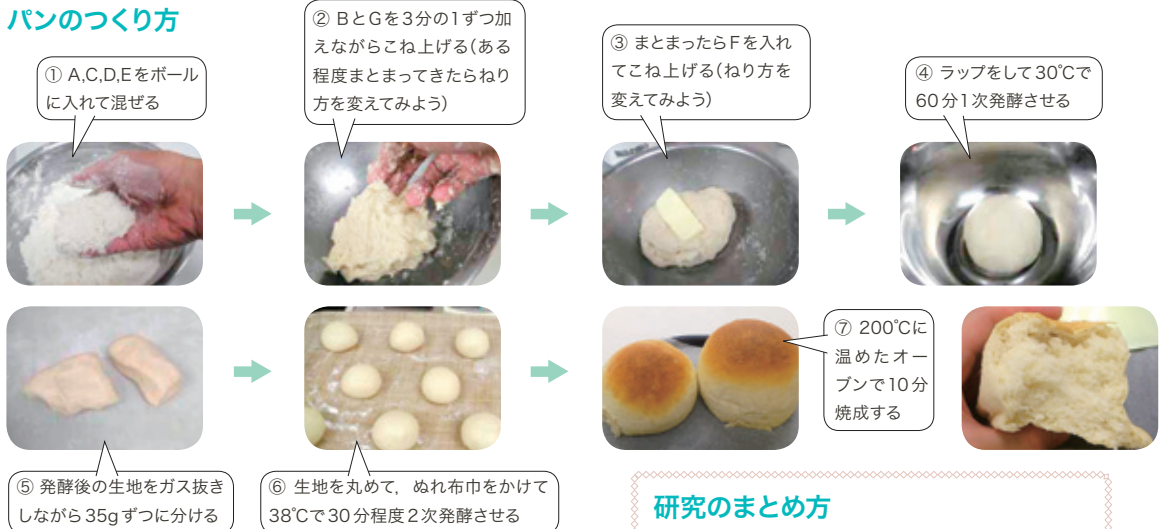 パンのつくり方
① A,C,D,Eをボール
に入れて混ぜる
② BとGを3分の1ずつ加
えながらこね上げる(ある
程度まとまってきたらねり
方を変えてみよう)
③ まとまったらFを入れ
てこね上げる(ねり方を
変えてみよう)
④ ラップをして30℃で
60分1次発酵させる
⑤ 発酵後の生地をガス抜き
しながら35gずつに分ける
⑥ 生地を丸めて，ぬれ布巾をかけて
38℃で30分程度2次発酵させる
⑦ 200℃に
温めたオー
ブンで10分
焼成する
研究のまとめ方